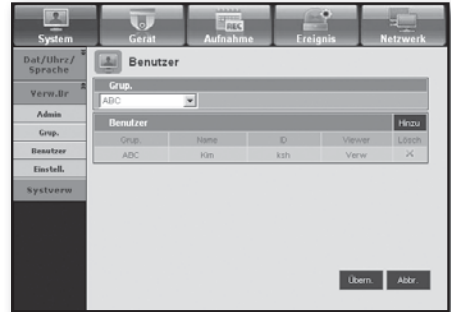 System Gerät Aufnahme Ereignis Netzwerk
REC
Dat/Uhrz/
Sprache
Verw.Br
Admin
Grup.
Benutzer
Einstell.
Systverw
Benutzer
Grup.
ABC
Benutzer Hinzu
Grup. Name ID Viewer Lösch
ABC Kim ksh Verw X
Übern. Abbr.